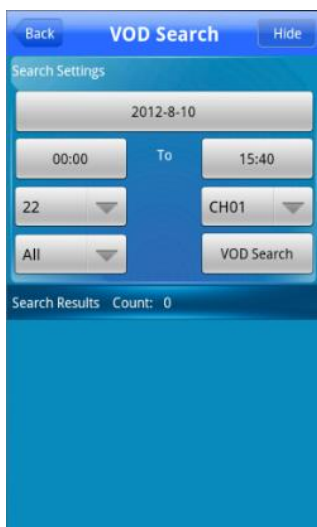 Back VOD Search Hide
Search Settings
2012-8-10
00:00 To 15:40
22 CH01
All VOD Search
Search Results Count: 0